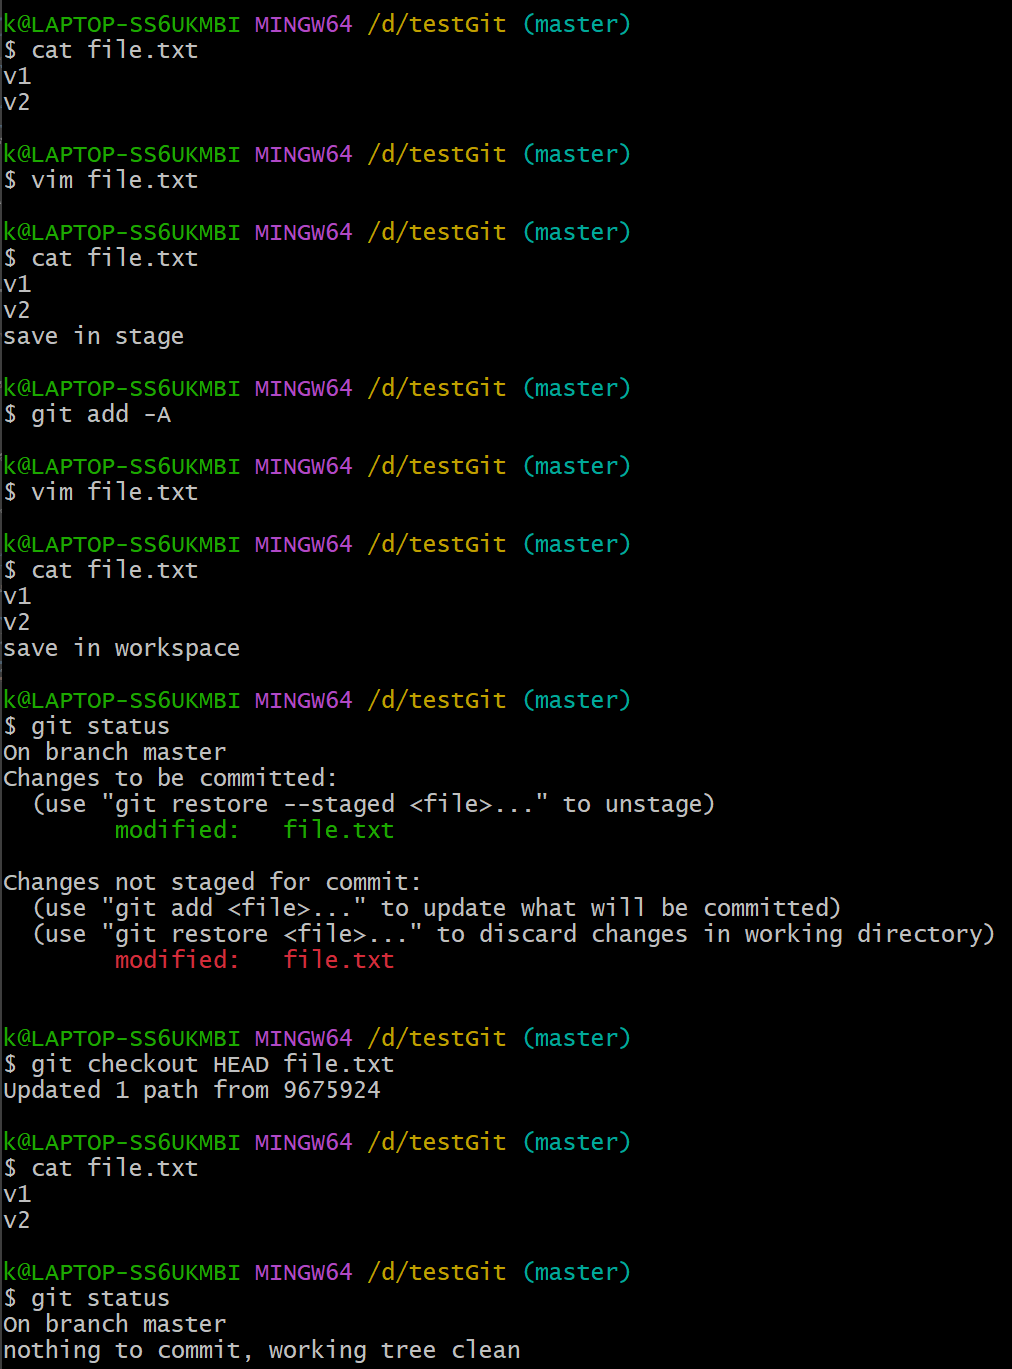 k@LAPTOP-SS6UKMBI MINGW64 /d/testGit (master)
$ cat file.txt
v1
v2
k@LAPTOP-SS6UKMBI MINGW64 /d/testGit (master)
$ vim file.txt
k@LAPTOP-SS6UKMBI MINGW64 /d/testGit (master)
$ cat file.txt
v1
v2
save in stage
k@LAPTOP-SS6UKMBI MINGW64 /d/testGit (master)
$ git add -A
k@LAPTOP-SS6UKMBI MINGW64 /d/testGit (master)
$ vim file.txt
k@LAPTOP-SS6UKMBI MINGW64 /d/testGit (master)
$ cat file.txt
v1
v2
save in workspace
k@LAPTOP-SS6UKMBI MINGW64 /d/testGit (master)
$ git status
On branch master
Changes to be committed:
  (use "git restore --staged <file>..." to unstage)
        modified:   file.txt
Changes not staged for commit:
  (use "git add <file>..." to update what will be committed)
  (use "git restore <file>..." to discard changes in working directory)
        modified:   file.txt
k@LAPTOP-SS6UKMBI MINGW64 /d/testGit (master)
$ git checkout HEAD file.txt
Updated 1 path from 9675924
k@LAPTOP-SS6UKMBI MINGW64 /d/testGit (master)
$ cat file.txt
v1
v2
k@LAPTOP-SS6UKMBI MINGW64 /d/testGit (master)
$ git status
On branch master
nothing to commit, working tree clean